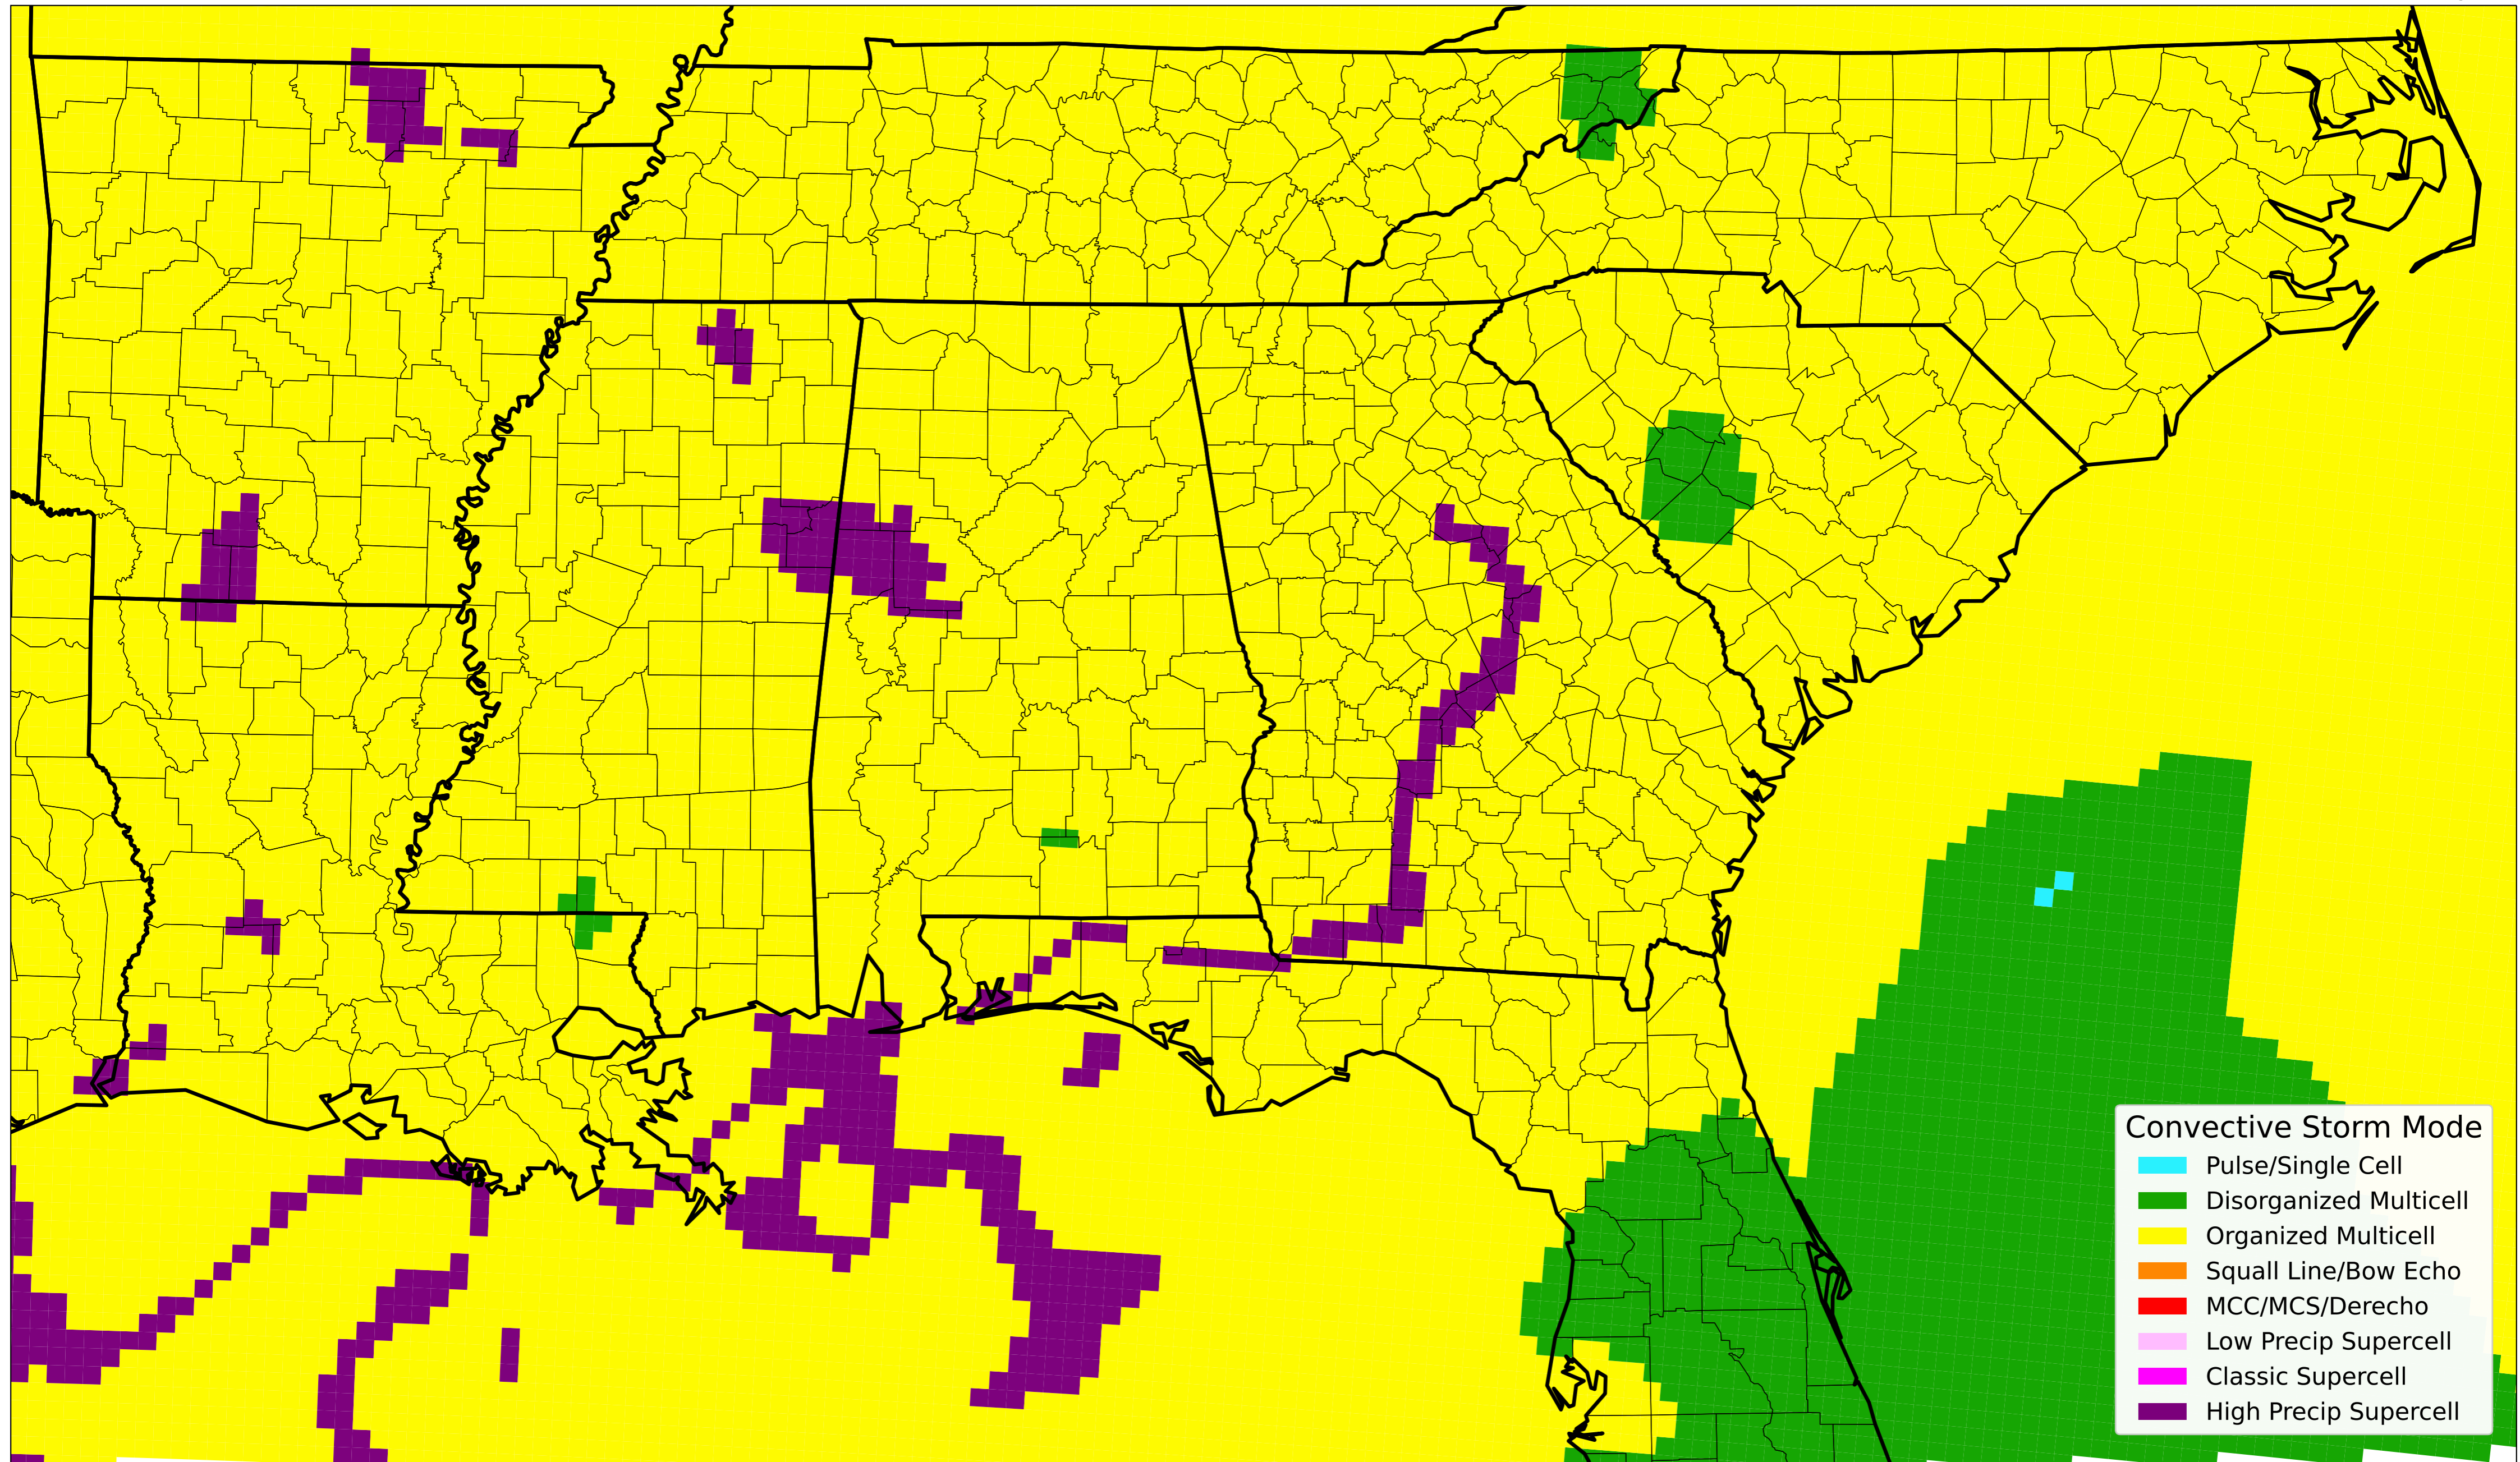 Convective Storm Mode
Pulse/Single Cell
Disorganized Multicell
Organized Multicell
Squall Line/Bow Echo
MCC/MCS/Derecho
Low Precip Supercell
Classic Supercell
High Precip Supercell